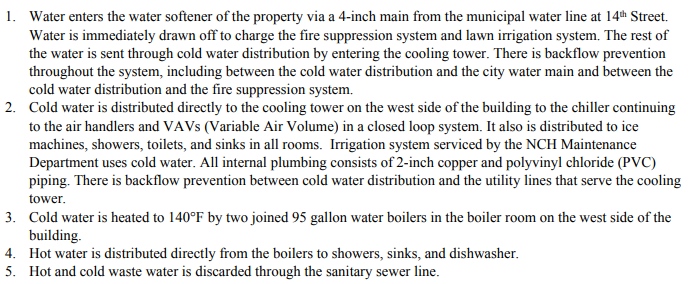 1. Water enters the water softener of the property via a 4-inch main from the municipal water line at 14th Street.
Water is immediately drawn off to charge the fire suppression system and lawn irrigation system. The rest of
the water is sent through cold water distribution by entering the cooling tower. There is backflow prevention
throughout the system, including between the cold water distribution and the city water main and between the
cold water distribution and the fire suppression system.
2. Cold water is distributed directly to the cooling tower on the west side of the building to the chiller continuing
to the air handlers and VAVs (Variable Air Volume) in a closed loop system. It also is distributed to ice
machines, showers, toilets, and sinks in all rooms.  Irrigation system serviced by the NCH Maintenance
Department uses cold water. All internal plumbing consists of 2-inch copper and polyvinyl chloride (PVC)
piping. There is backflow prevention between cold water distribution and the utility lines that serve the cooling
tower.
3. Cold water is heated to 140°F by two joined 95 gallon water boilers in the boiler room on the west side of the
building.
4. Hot water is distributed directly from the boilers to showers, sinks, and dishwasher.
5. Hot and cold waste water is discarded through the sanitary sewer line.